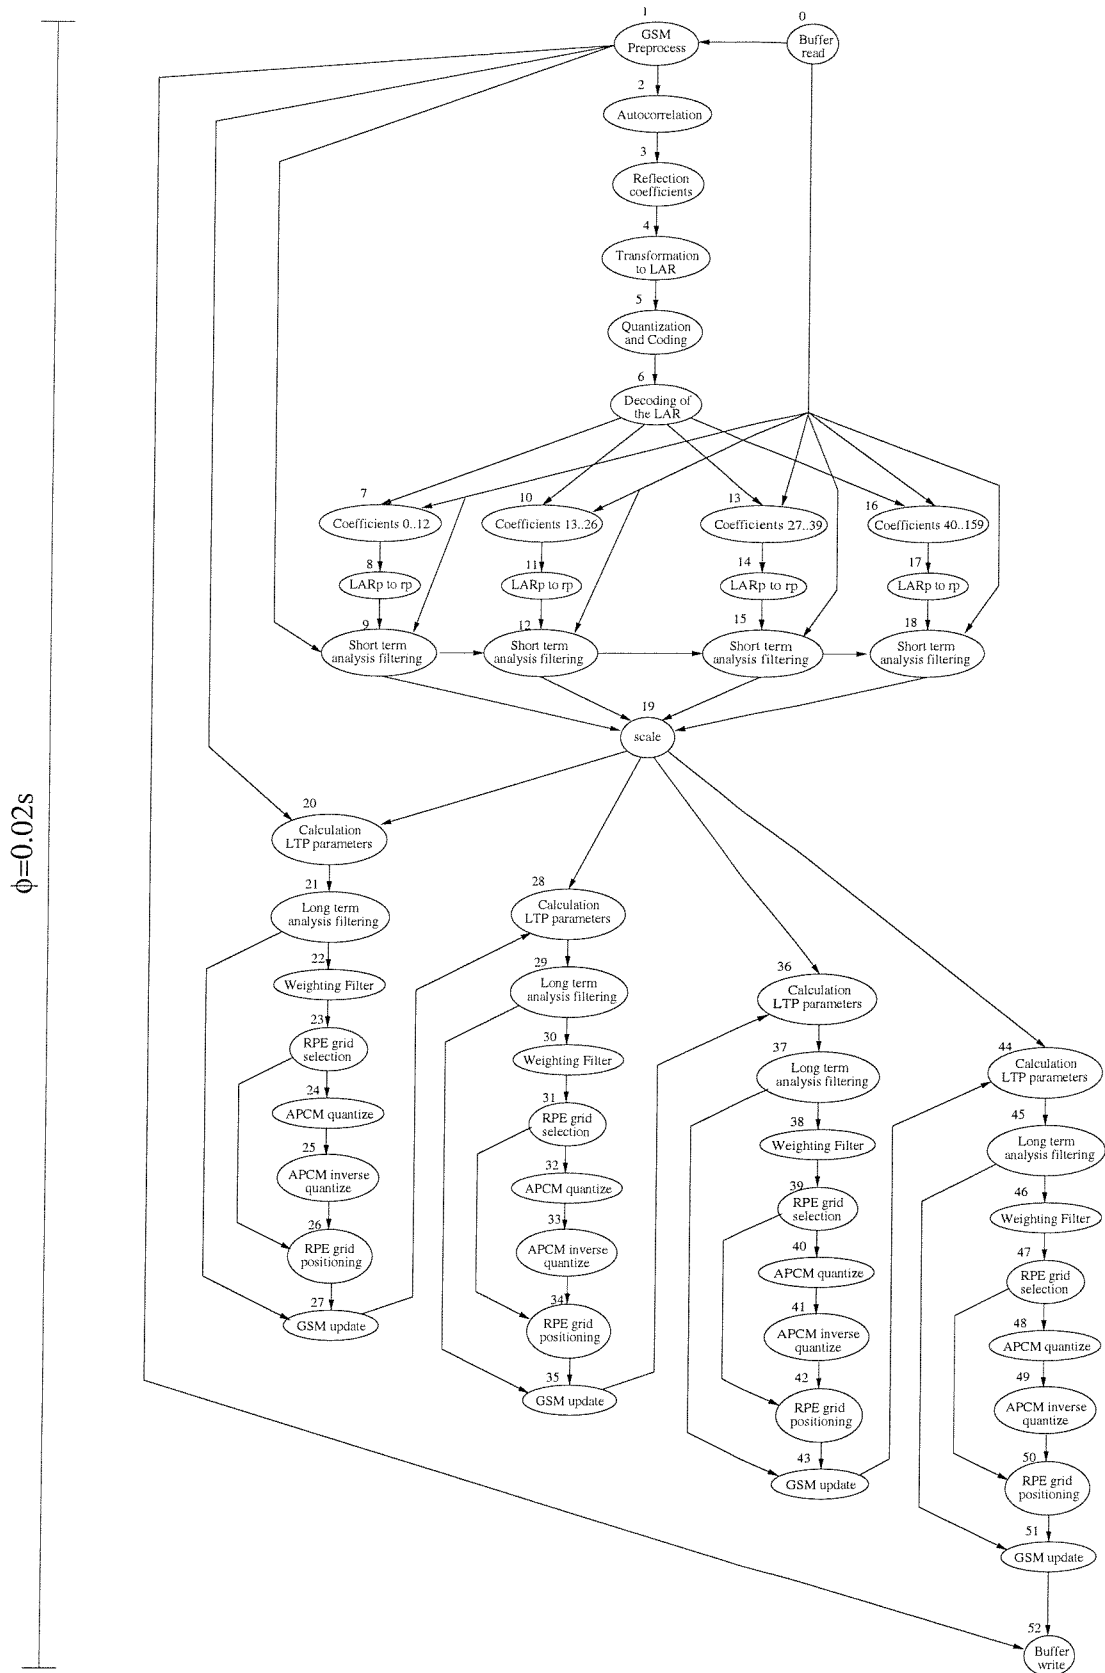 0
Buffer
read
1
GSM
Preprocess
2
Autocorrelation
3
Reflection
coefficients
4
Transformation
to LAR
5
Quantization
and Coding
6
Decoding of
the LAR
7
Coefficients 0..12
8
LARp to rp
9
Short term
analysis filtering
10
Coefficients 13..26
11
LARp to rp
12
Short term
analysis filtering
13
Coefficients 27..39
14
LARp to rp
15
Short term
analysis filtering
16
Coefficients 40..159
17
LARp to rp
18
Short term
analysis filtering
19
scale
ϕ=0.02s
20
Calculation
LTP parameters
21
Long term
analysis filtering
22
Weighting Filter
23
RPE grid
selection
24
APCM quantize
25
APCM inverse
quantize
26
RPE grid
positioning
27
GSM update
28
Calculation
LTP parameters
29
Long term
analysis filtering
30
Weighting Filter
31
RPE grid
selection
32
APCM quantize
33
APCM inverse
quantize
34
RPE grid
positioning
35
GSM update
36
Calculation
LTP parameters
37
Long term
analysis filtering
38
Weighting Filter
39
RPE grid
selection
40
APCM quantize
41
APCM inverse
quantize
42
RPE grid
positioning
43
GSM update
44
Calculation
LTP parameters
45
Long term
analysis filtering
46
Weighting Filter
47
RPE grid
selection
48
APCM quantize
49
APCM inverse
quantize
50
RPE grid
positioning
51
GSM update
52
Buffer
write